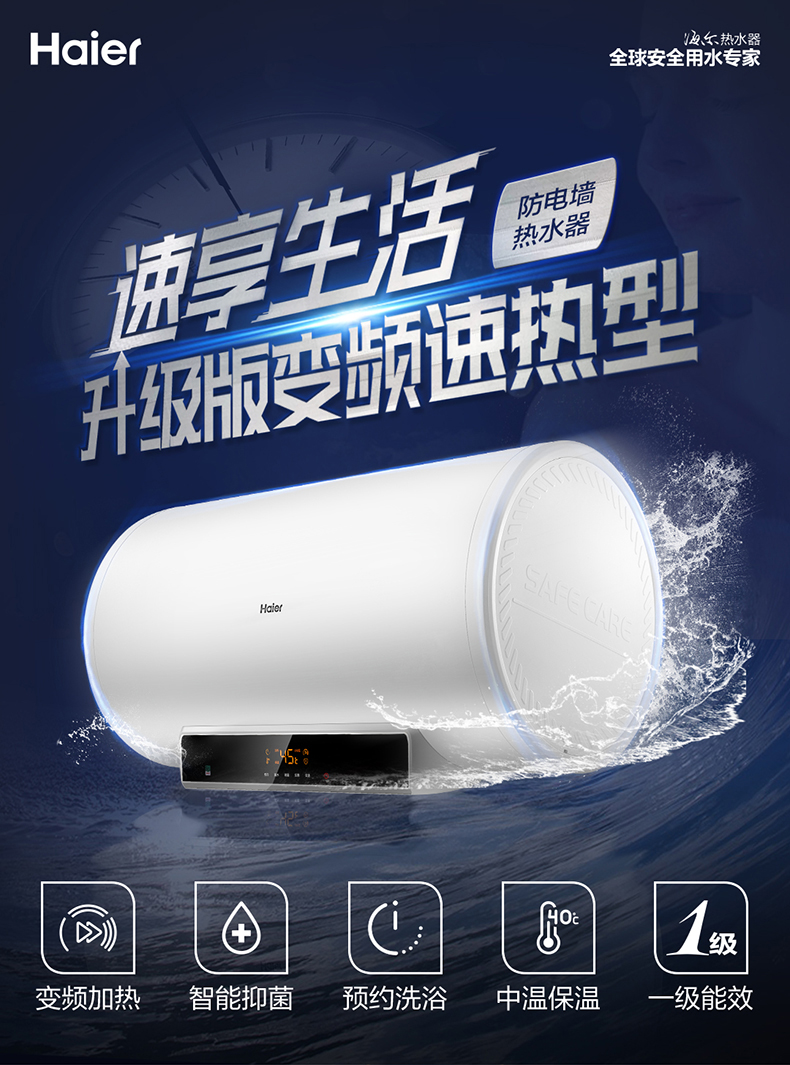 Haier
海尔热水器
全球安全用水专家
速享生活
防电墙
热水器
升级版变频速热型
SAFE CARE
Haier
45℃
40℃
1级
变频加热
智能抑菌
预约洗浴
中温保温
一级能效